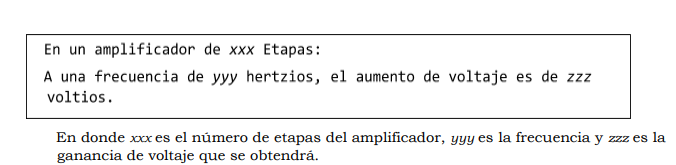 En un amplificador de xxx Etapas:
A una frecuencia de yyy hertzios, el aumento de voltaje es de zzz
voltios.
En donde xxx es el número de etapas del amplificador, yyy es la frecuencia y zzz es la
ganancia de voltaje que se obtendrá.